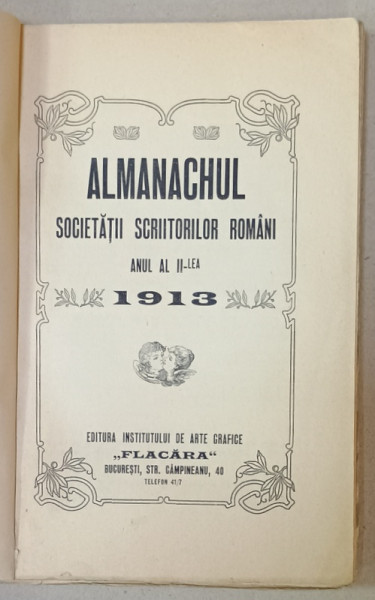 ALMANACHUL
SOCIETĂȚII SCRIITORILOR ROMÂNI
ANUL AL II-LEA
1913
EDITURA INSTITUTULUI DE ARTE GRAFICE
„FLACĂRA“
BUCUREȘTI, STR. CÂMPINEANU, 40
TELEFON 41/7